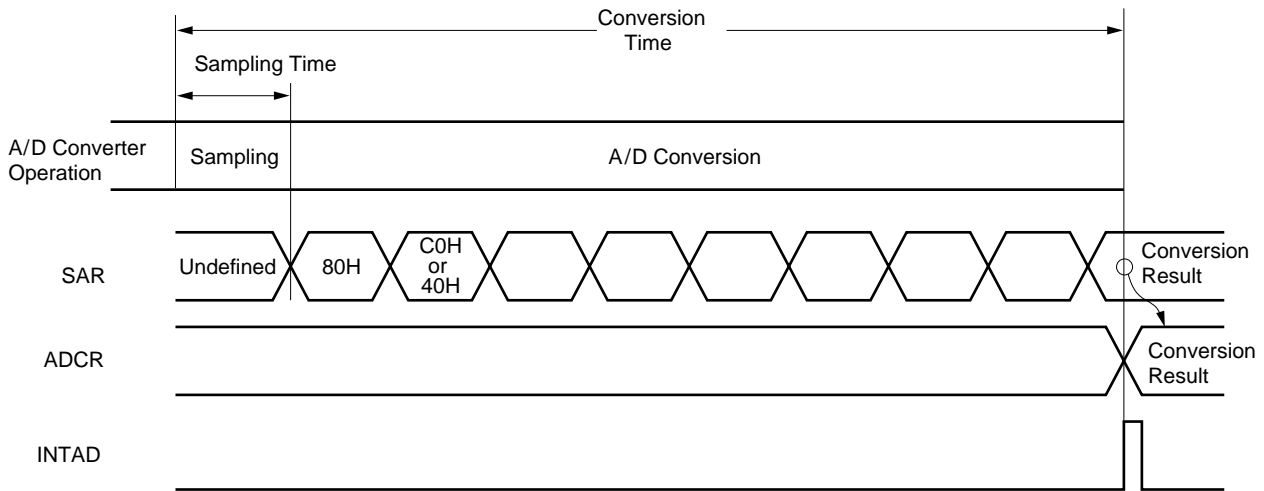 Conversion
Time
Sampling Time
A/D Converter
Operation
Sampling
A/D Conversion
SAR
Undefined
80H
C0H
or
40H
Conversion
Result
ADCR
Conversion
Result
INTAD